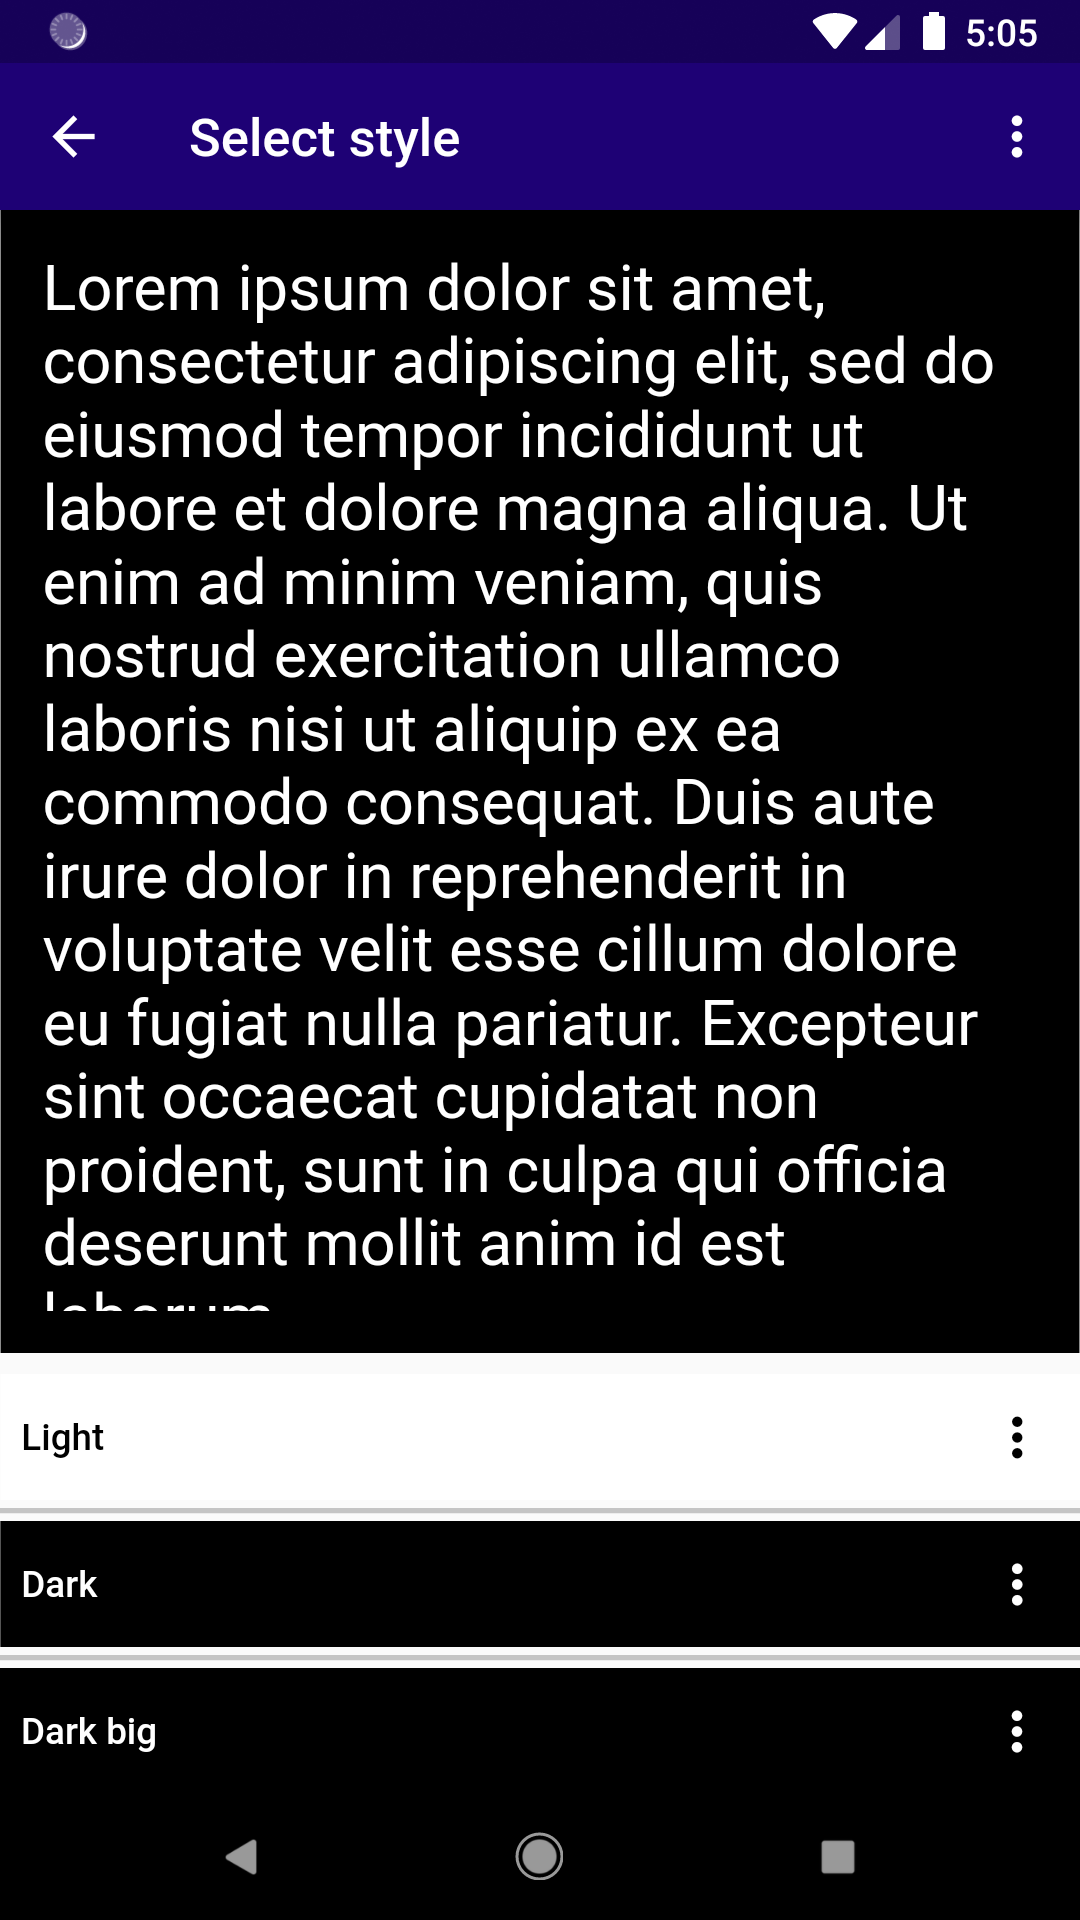 5:05
Select style
Lorem ipsum dolor sit amet,
consectetur adipiscing elit, sed do
eiusmod tempor incididunt ut
labore et dolore magna aliqua. Ut
enim ad minim veniam, quis
nostrud exercitation ullamco
laboris nisi ut aliquip ex ea
commodo consequat. Duis aute
irure dolor in reprehenderit in
voluptate velit esse cillum dolore
eu fugiat nulla pariatur. Excepteur
sint occaecat cupidatat non
proident, sunt in culpa qui officia
deserunt mollit anim id est
laborum
Light
Dark
Dark big